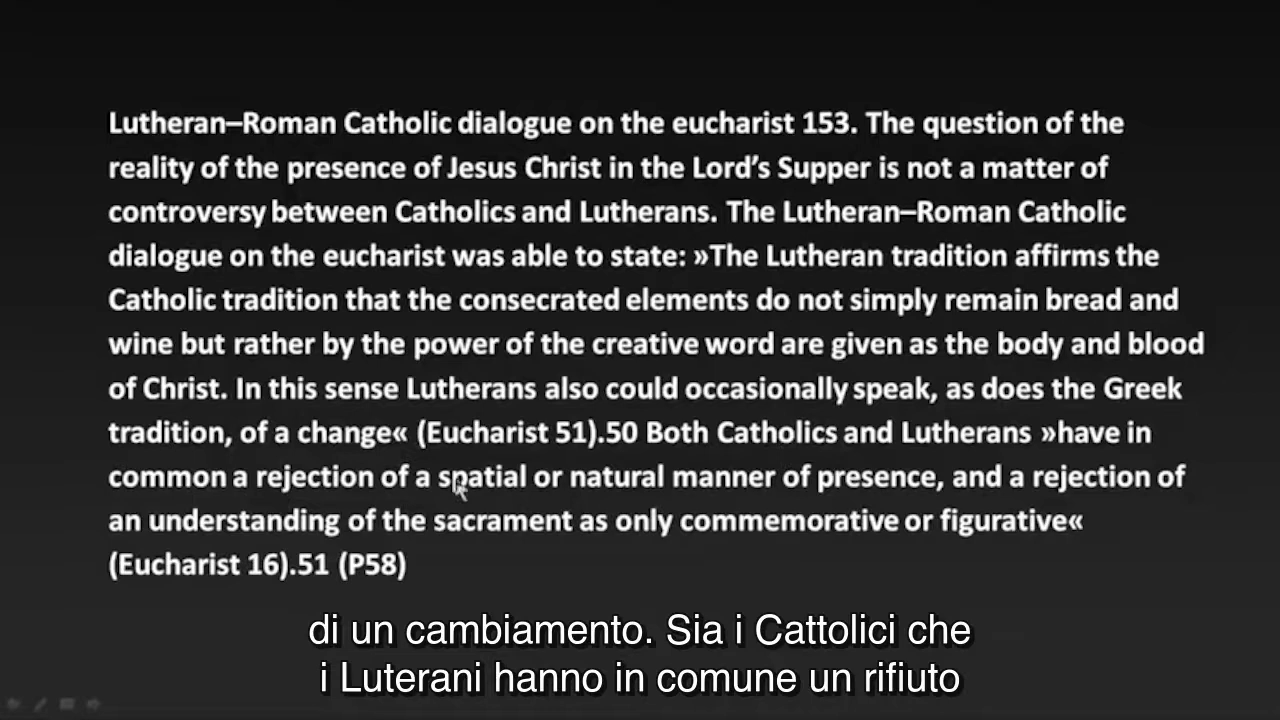 Lutheran–Roman Catholic dialogue on the eucharist 153. The question of the
reality of the presence of Jesus Christ in the Lord’s Supper is not a matter of
controversy between Catholics and Lutherans. The Lutheran–Roman Catholic
dialogue on the eucharist was able to state: »The Lutheran tradition affirms the
Catholic tradition that the consecrated elements do not simply remain bread and
wine but rather by the power of the creative word are given as the body and blood
of Christ. In this sense Lutherans also could occasionally speak, as does the Greek
tradition, of a change« (Eucharist 51).50 Both Catholics and Lutherans »have in
common a rejection of a spatial or natural manner of presence, and a rejection of
an understanding of the sacrament as only commemorative or figurative«
(Eucharist 16).51 (P58)
di un cambiamento. Sia i Cattolici che
i Luterani hanno in comune un rifiuto